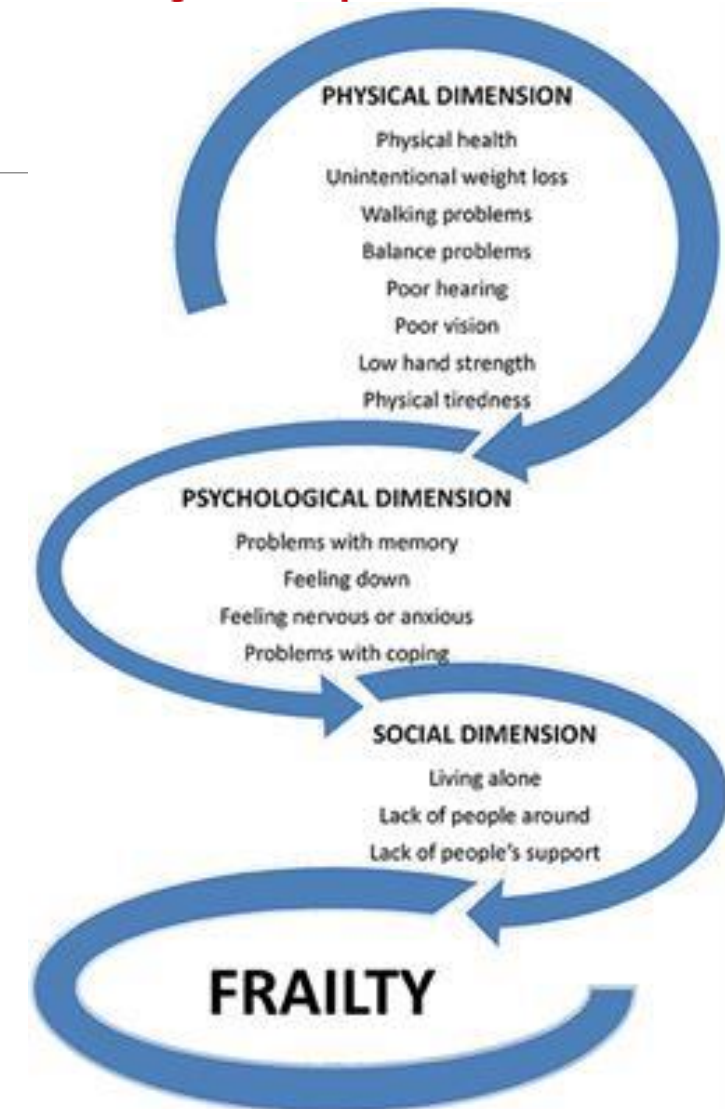 PHYSICAL DIMENSION
Physical health
Unintentional weight loss
Walking problems
Balance problems
Poor hearing
Poor vision
Low hand strength
Physical tiredness
PSYCHOLOGICAL DIMENSION
Problems with memory
Feeling down
Feeling nervous or anxious
Problems with coping
SOCIAL DIMENSION
Living alone
Lack of people around
Lack of people's support
FRAILTY